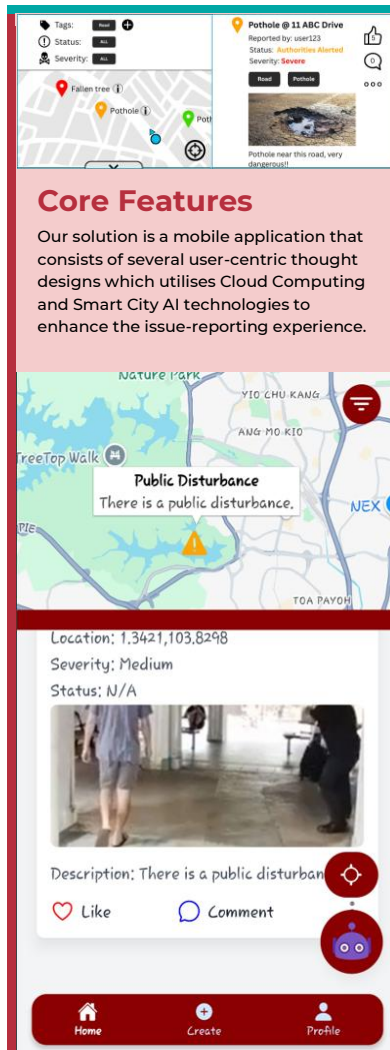 Tags: Road
Status: ALL
Severity: ALL
Fallen tree
Pothole
Poth
Pothole @ 11 ABC Drive
Reported by: user123
Status: Authorities Alerted
Severity: Severe
Road Pothole
Pothole near this road, very
dangerous!!
Core Features
Our solution is a mobile application that
consists of several user-centric thought
designs which utilises Cloud Computing
and Smart City AI technologies to
enhance the issue-reporting experience.
Nature Park
YIO CHU KANG
ANG MO KIO
TreeTop Walk
Public Disturbance
There is a public disturbance.
NEX
PIE
TOA PAYOH
Location: 1.3421,103.8298
Severity: Medium
Status: N/A
Description: There is a public disturban
Like Comment
Home Create Profile